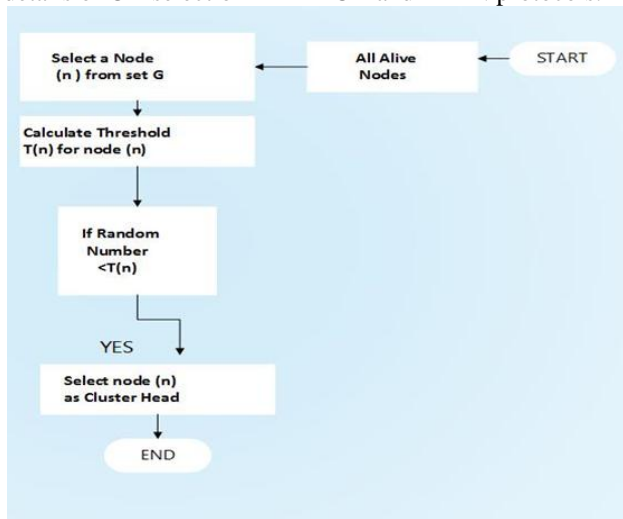 START
All Alive
Nodes
Select a Node
(n ) from set G
Calculate Threshold
T(n) for node (n)
If Random
Number
<T(n)
YES
Select node (n)
as Cluster Head
END